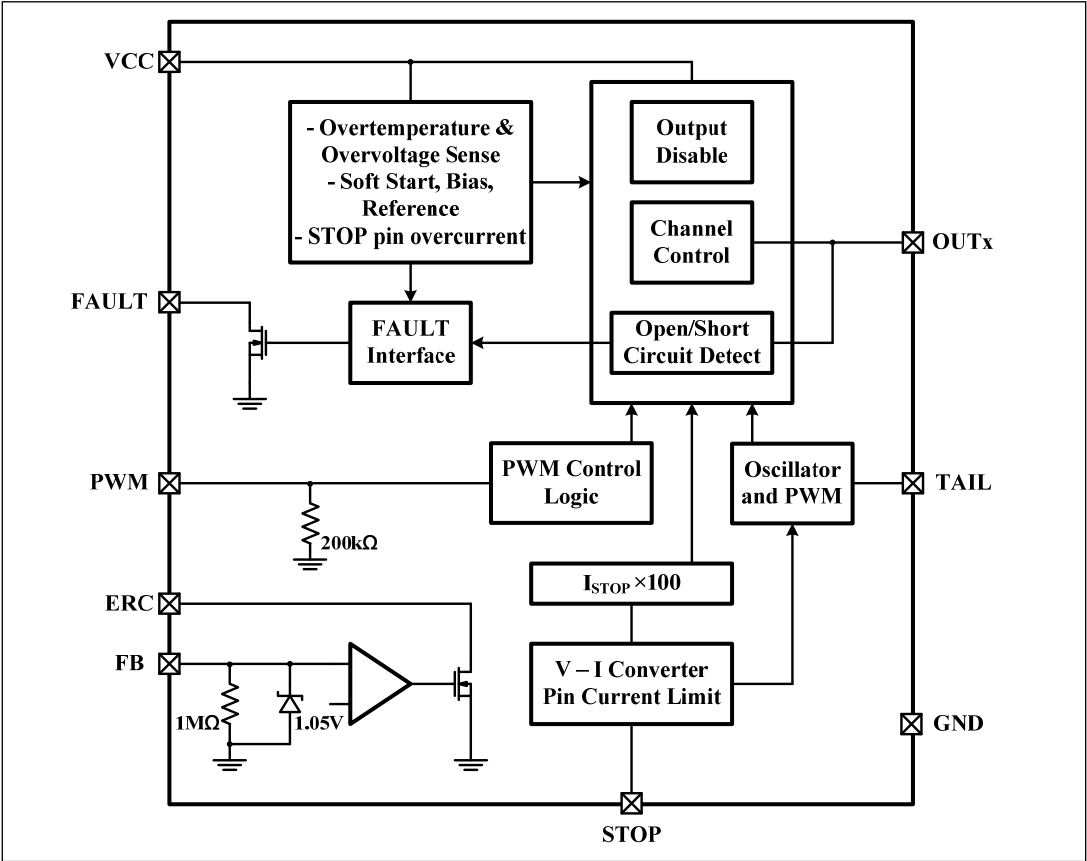 VCC
- Overtemperature &
Overvoltage Sense
- Soft Start, Bias,
Reference
- STOP pin overcurrent
Output
Disable
Channel
Control
OUTx
FAULT
FAULT
Interface
Open/Short
Circuit Detect
PWM
PWM Control
Logic
Oscillator
and PWM
TAIL
200kΩ
ISTOP ×100
ERC
FB
1MΩ
1.05V
V – I Converter
Pin Current Limit
GND
STOP